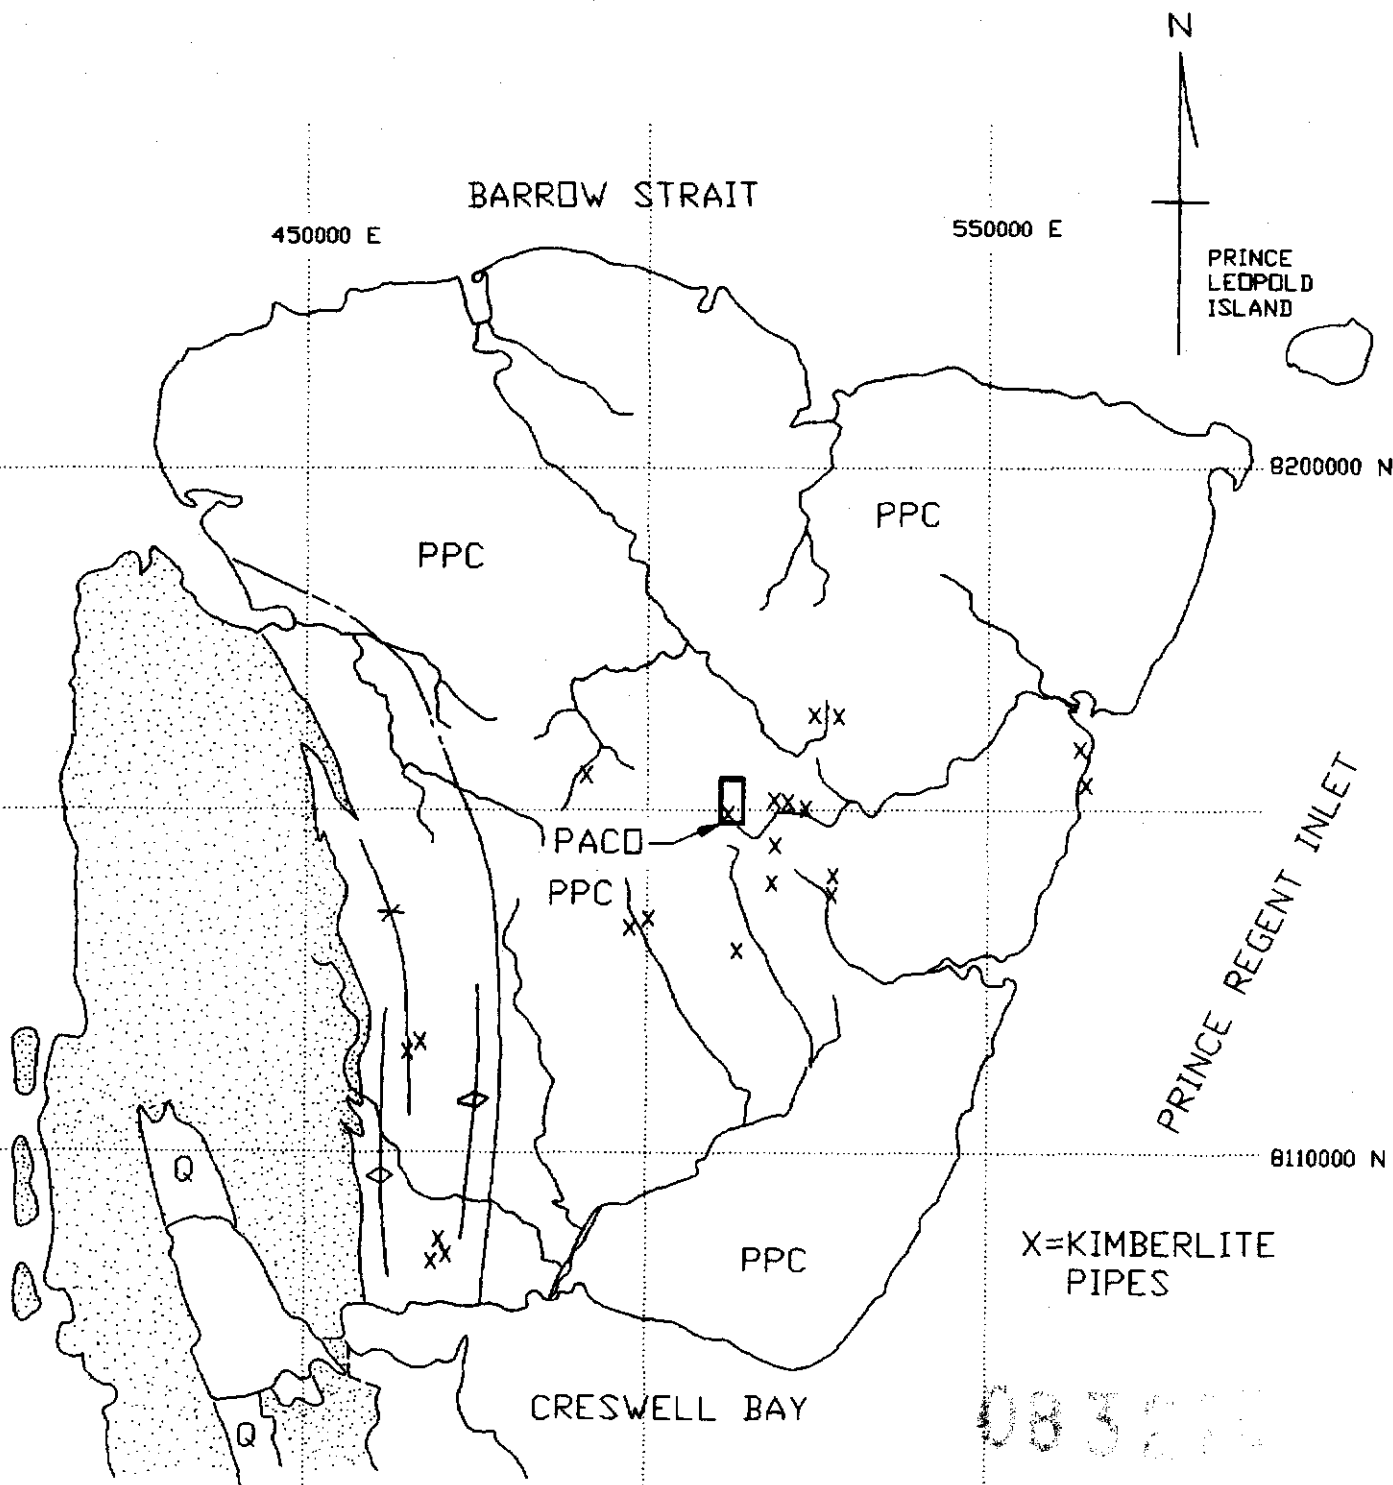 N
BARROW STRAIT
450000 E
550000 E
PRINCE
LEOPOLD
ISLAND
8200000 N
PPC
PPC
X X
X
X
X
X X X
X
PACO
X
PPC
X
X
X
X
X
X
X
X
X
PRINCE REGENT INLET
Q
8110000 N
X
X
X
PPC
X=KIMBERLITE
PIPES
CRESWELL BAY
Q